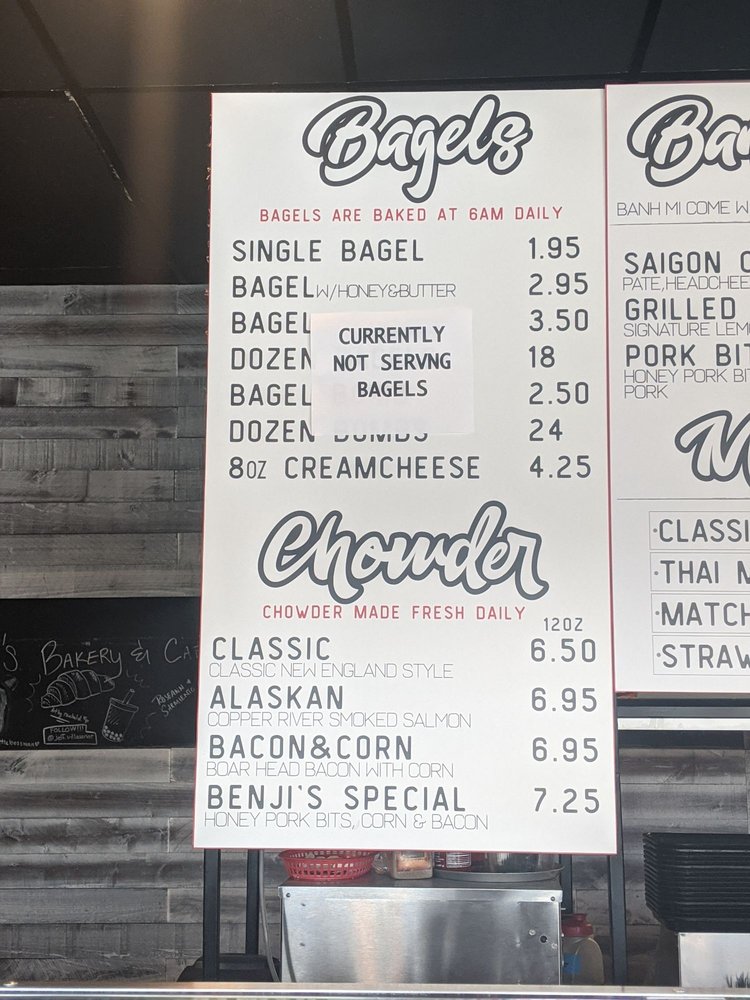 Bagels
BAGELS ARE BAKED AT 6AM DAILY
SINGLE BAGEL 1.95
BAGEL W/HONEY&BUTTER 2.95
BAGEL 3.50
DOZEN 18
BAGEL 2.50
DOZEN BOMBS 24
8OZ CREAMCHEESE 4.25
CURRENTLY
NOT SERVNG
BAGELS
Chowder
CHOWDER MADE FRESH DAILY
12OZ
CLASSIC 6.50
CLASSIC NEW ENGLAND STYLE
ALASKAN 6.95
COPPER RIVER SMOKED SALMON
BACON&CORN 6.95
BOAR HEAD BACON WITH CORN
BENJI'S SPECIAL 7.25
HONEY PORK BITS, CORN & BACON
BANH MI COME
SAIGON
PATE, HEADCHEE
GRILLED
SIGNATURE LEM
PORK BIT
HONEY PORK BIT
PORK
·CLASSI
·THAI
·MATCH
·STRAW
'S BAKERY & CA
FOLLOW!!!